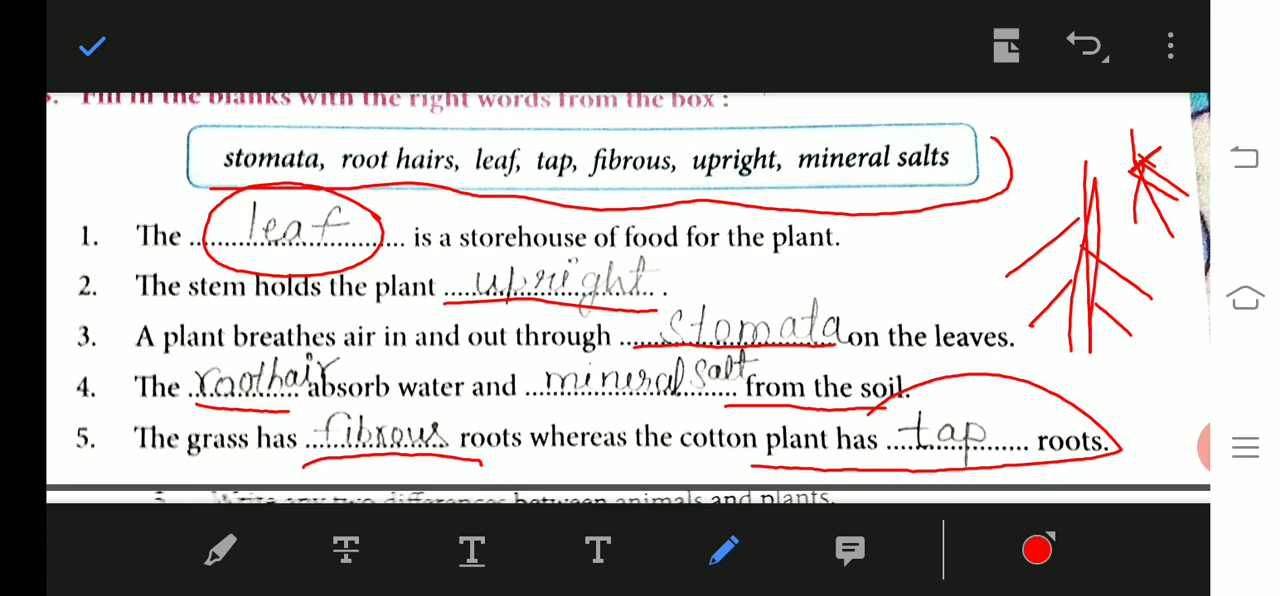 Fill in the blanks with the right words from the box :
stomata, root hairs, leaf, tap, fibrous, upright, mineral salts
1. The leaf is a storehouse of food for the plant.
2. The stem holds the plant upright.
3. A plant breathes air in and out through stomata on the leaves.
4. The roothair absorb water and mineral salt from the soil.
5. The grass has fibrous roots whereas the cotton plant has tap roots.
Write any two differences between animals and plants.
T T T